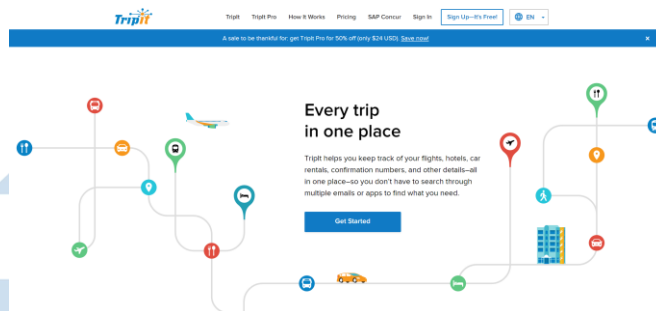 TripIt
TripIt TripIt Pro How It Works Pricing SAP Concur Sign In Sign Up—It's Free! EN
A sale to be thankful for: get TripIt Pro for 50% off (only $24 USD). Save now! ×
Every trip
in one place
TripIt helps you keep track of your flights, hotels, car
rentals, confirmation numbers, and other details—all
in one place—so you don't have to search through
multiple emails or apps to find what you need.
Get Started